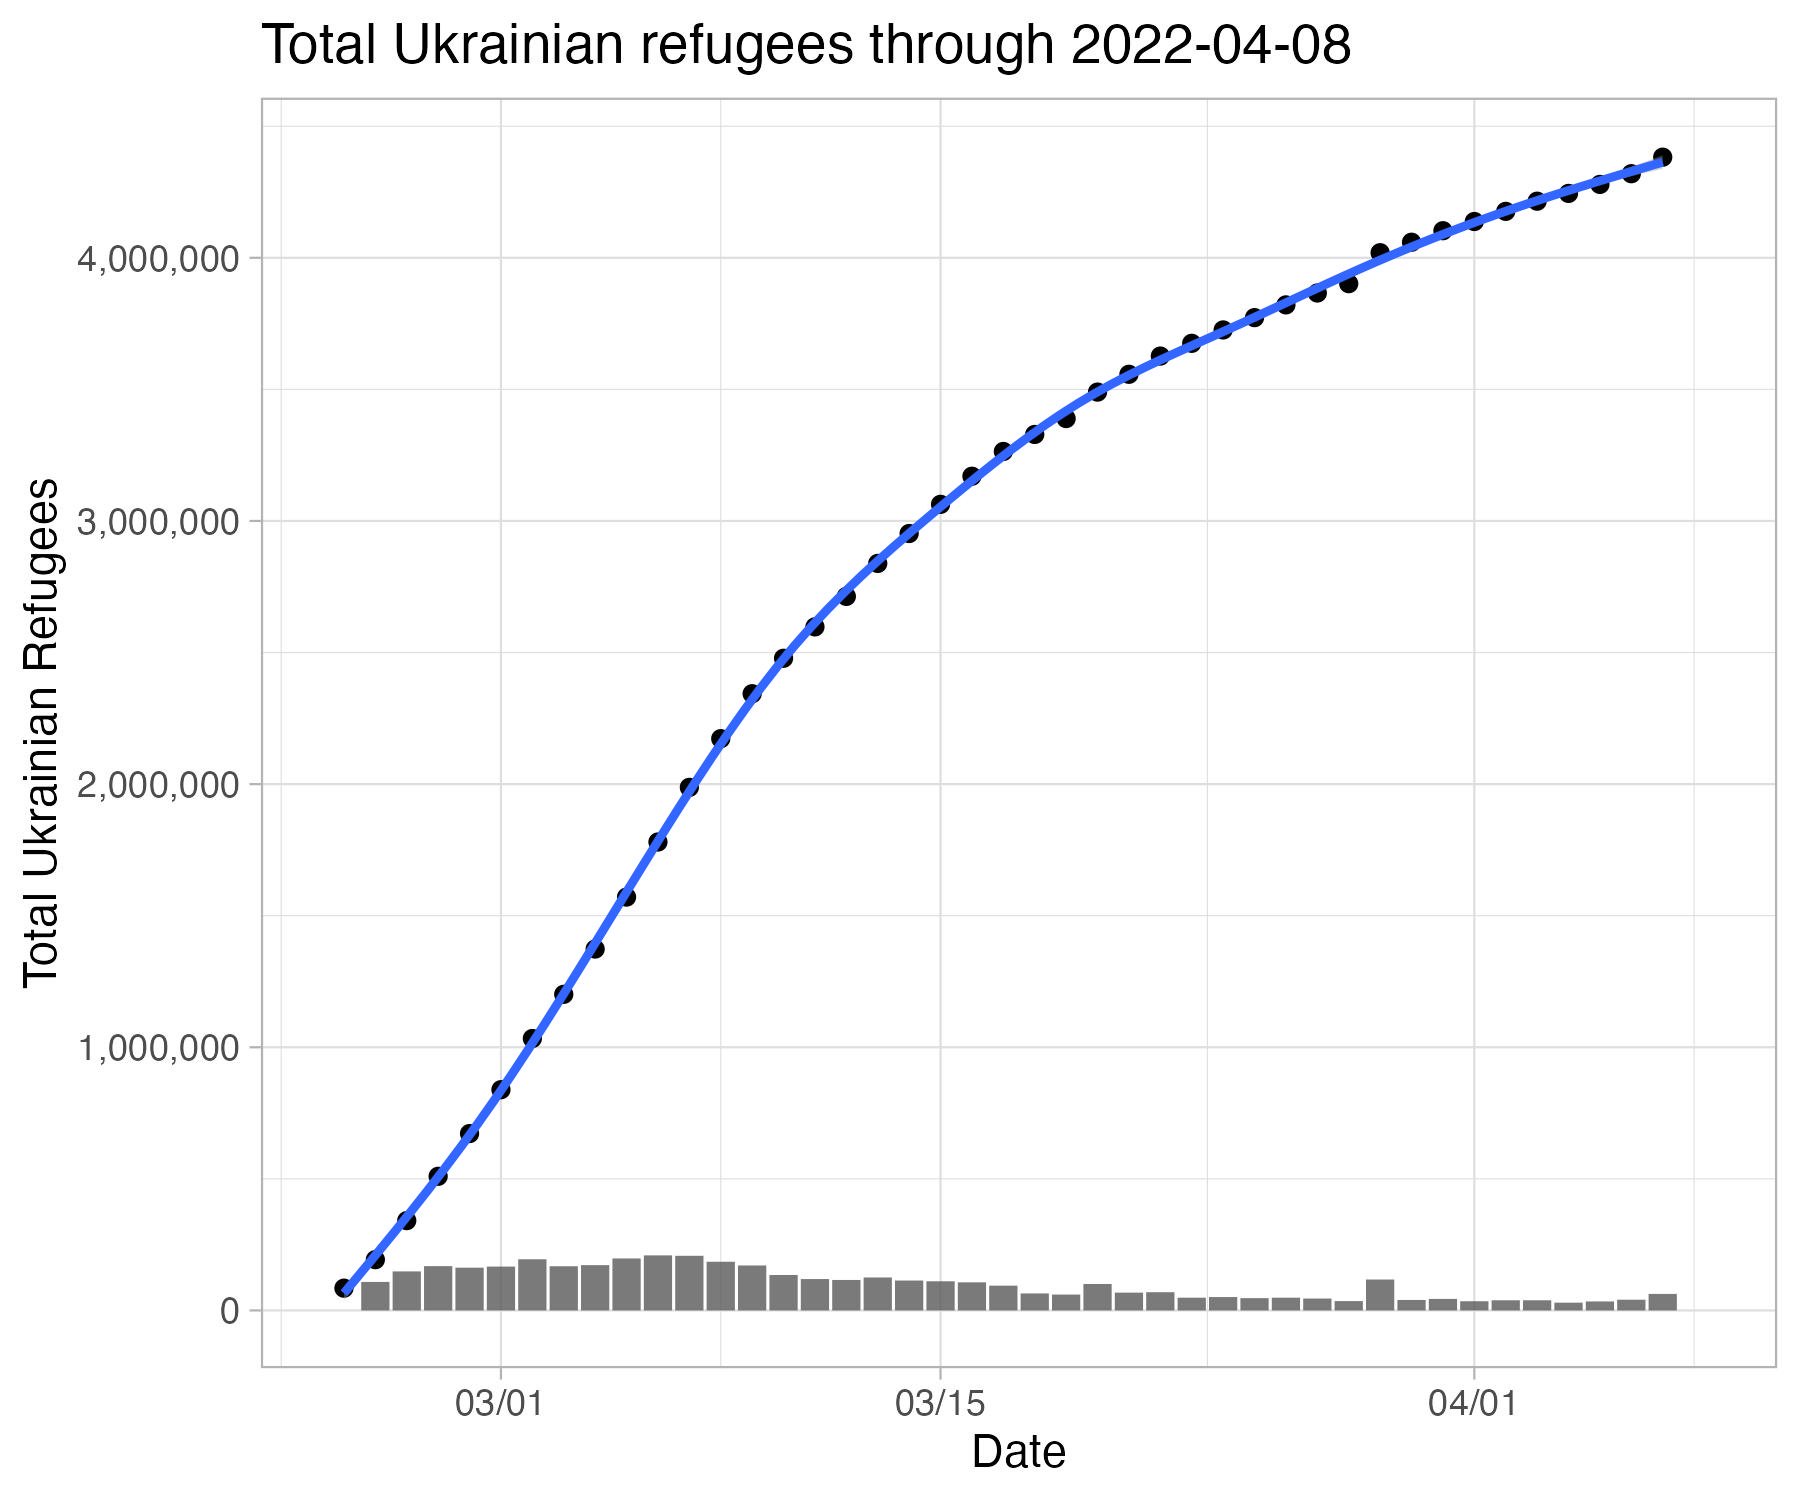 Total Ukrainian refugees through 2022-04-08
Total Ukrainian Refugees
4,000,000
3,000,000
2,000,000
1,000,000
0
03/01
03/15
04/01
Date